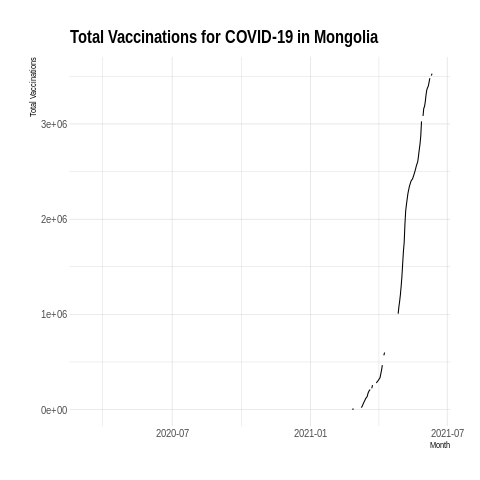 Total Vaccinations for COVID-19 in Mongolia
Total Vaccinations
3e+06
2e+06
1e+06
0e+00
2020-07 2021-01 2021-07
Month